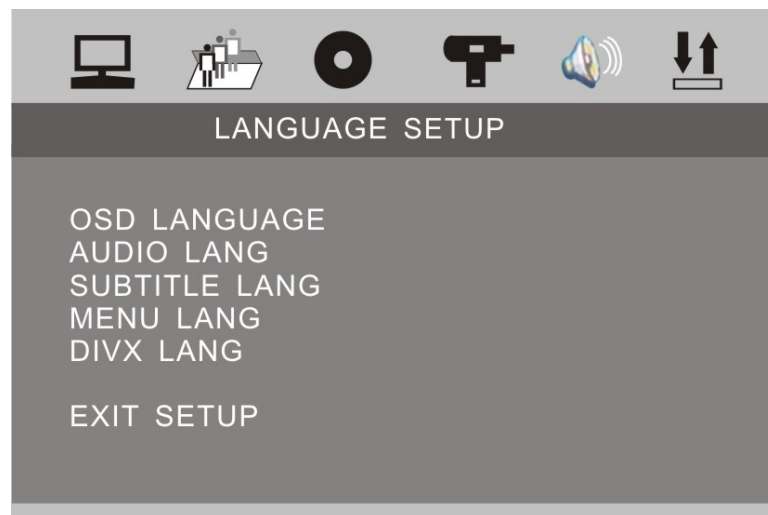 LANGUAGE SETUP
OSD LANGUAGE
AUDIO LANG
SUBTITLE LANG
MENU LANG
DIVX LANG
EXIT SETUP